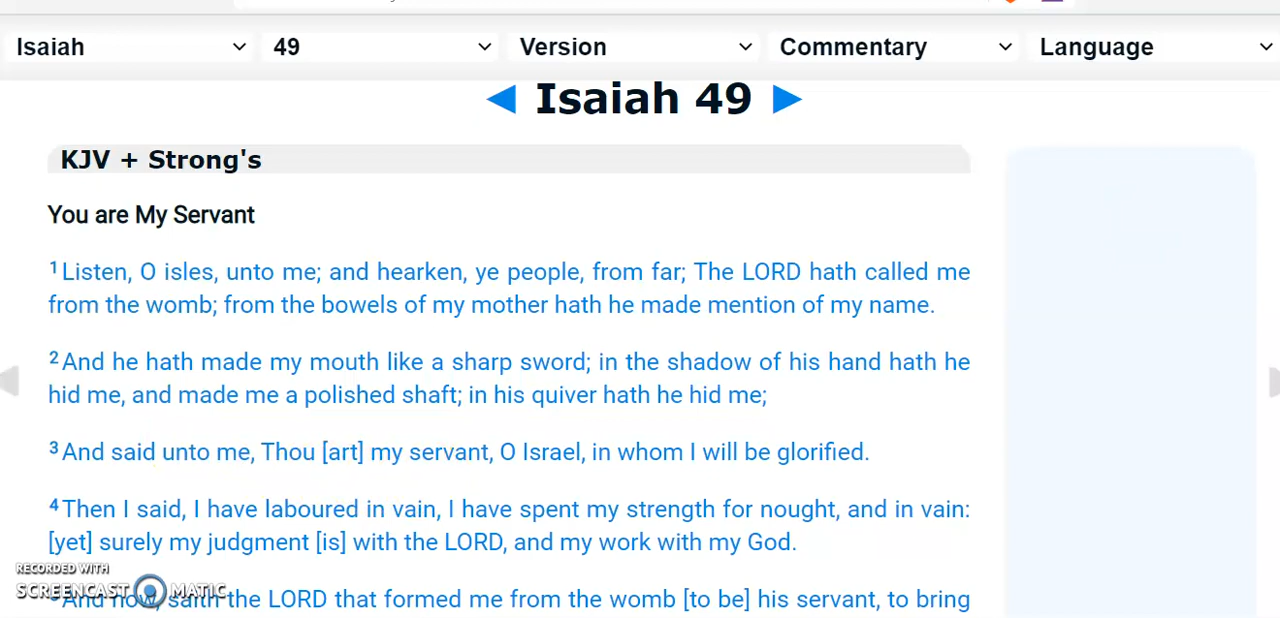 Isaiah 49 Version Commentary Language
◀ Isaiah 49 ▶
KJV + Strong's
You are My Servant
1 Listen, O isles, unto me; and hearken, ye people, from far; The LORD hath called me
from the womb; from the bowels of my mother hath he made mention of my name.
2 And he hath made my mouth like a sharp sword; in the shadow of his hand hath he
hid me, and made me a polished shaft; in his quiver hath he hid me;
3 And said unto me, Thou [art] my servant, O Israel, in whom I will be glorified.
4 Then I said, I have laboured in vain, I have spent my strength for nought, and in vain:
[yet] surely my judgment [is] with the LORD, and my work with my God.
RECORDED WITH
SCREENCAST MATIC
And now, saith the LORD that formed me from the womb [to be] his servant, to bring